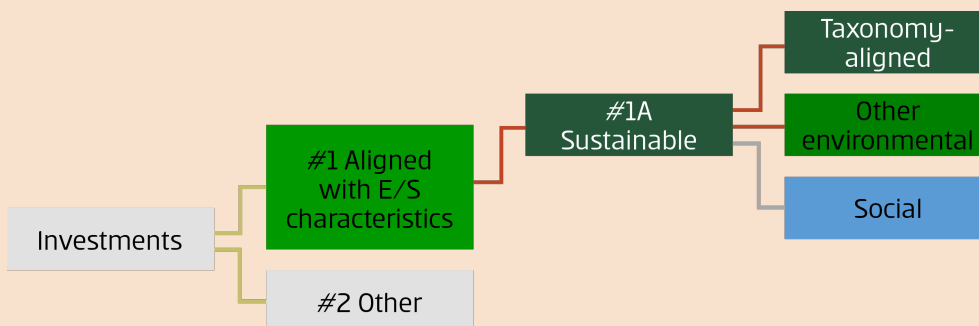 Taxonomy-
aligned
#1A
Sustainable
Other
environmental
#1 Aligned
with E/S
characteristics
Social
Investments
#2 Other